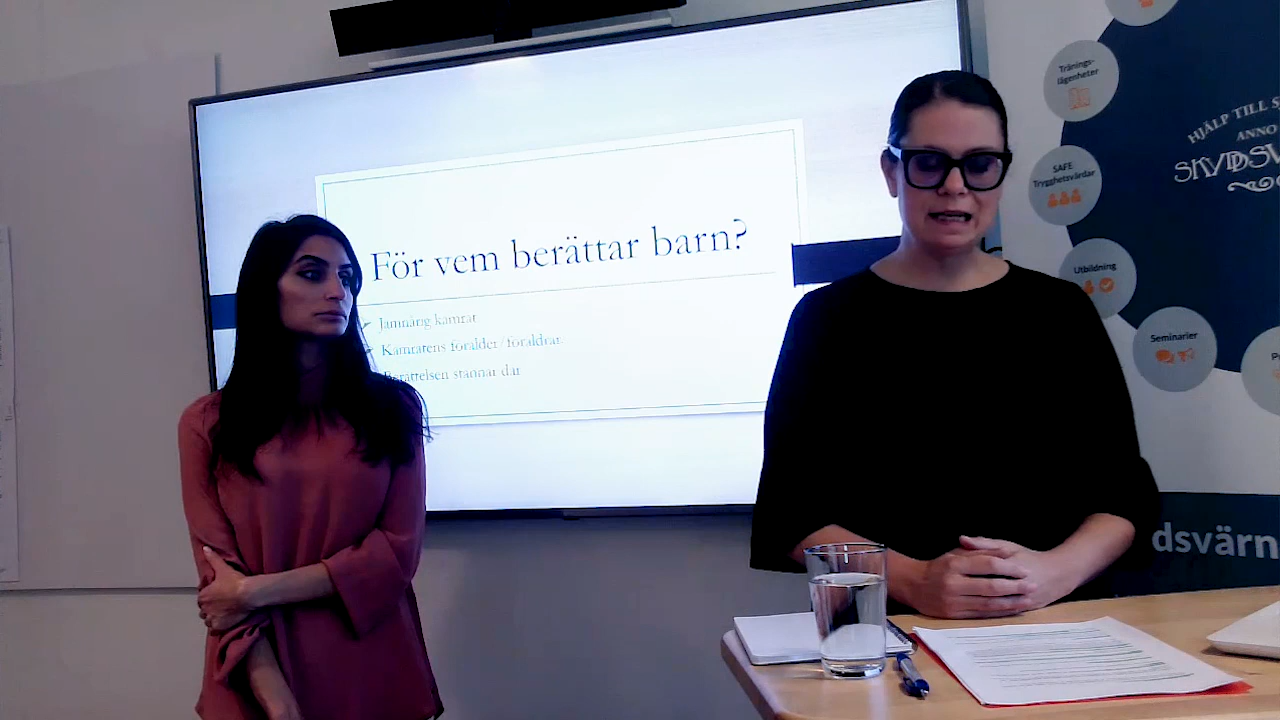 För vem berättar barn?
Jämnårig kamrat
Kamratens förälder/föräldrar
Berättelsen stannar där
Tränings-
lägenheter
SAFE
Trygghetsvärdar
Utbildning
Seminarier
HJÄLP TILL
ANNO
dsvärn